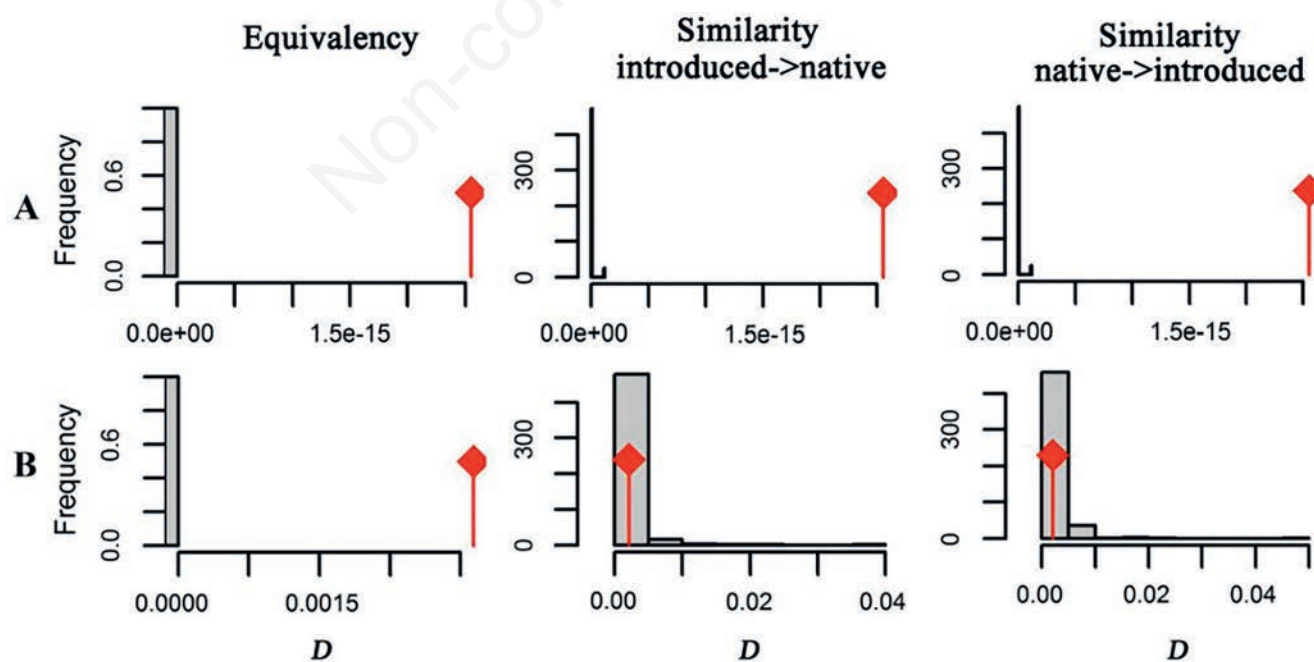 Non-co
Equivalency
Similarity
introduced->native
Similarity
native->introduced
A
Frequency
0.0
0.6
0.0e+00
1.5e-15
0
300
0.0e+00
1.5e-15
0
300
0.0e+00
1.5e-15
B
Frequency
0.0
0.6
0.0000
0.0015
D
0
300
0.00
0.02
0.04
D
0
300
0.00
0.02
0.04
D